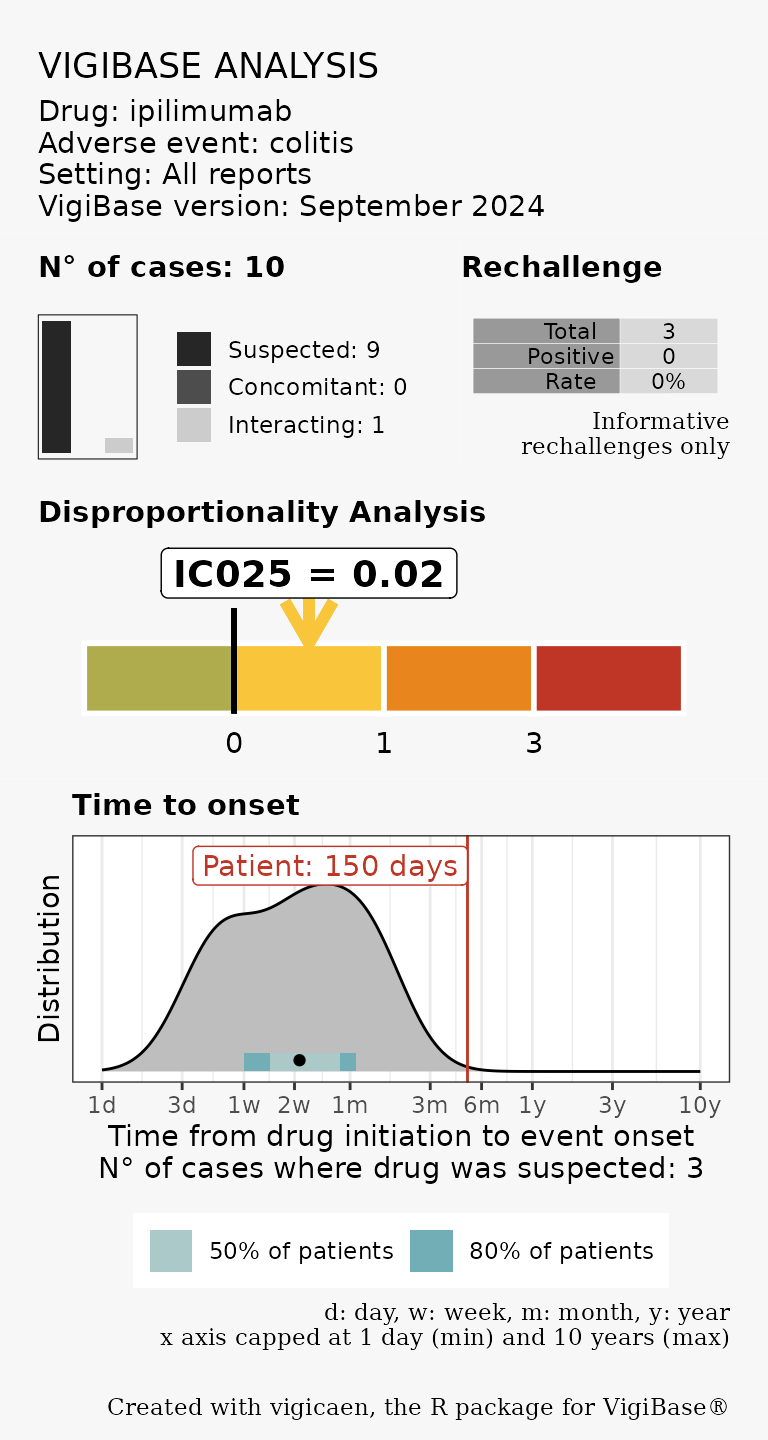 VIGIBASE ANALYSIS
Drug: ipilimumab
Adverse event: colitis
Setting: All reports
VigiBase version: September 2024
N° of cases: 10
Suspected: 9
Concomitant: 0
Interacting: 1
Rechallenge
Total 3
Positive 0
Rate 0%
Informative
rechallenges only
Disproportionality Analysis
IC025 = 0.02
0 1 3
Time to onset
Patient: 150 days
Distribution
1d 3d 1w 2w 1m 3m 6m 1y 3y 10y
Time from drug initiation to event onset
N° of cases where drug was suspected: 3
50% of patients 80% of patients
d: day, w: week, m: month, y: year
x axis capped at 1 day (min) and 10 years (max)
Created with vigicaen, the R package for VigiBase®